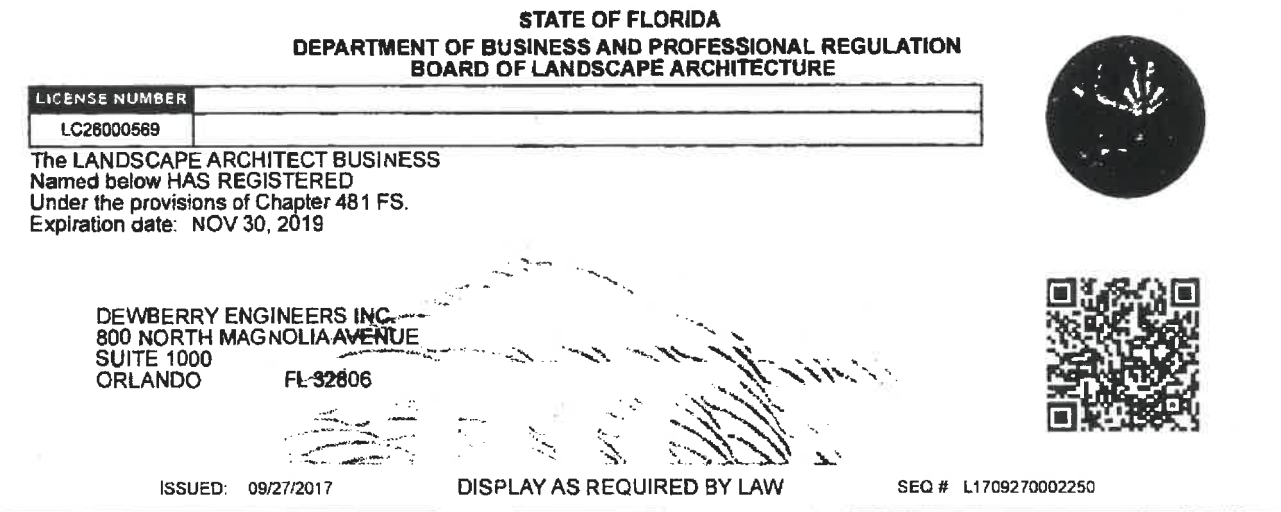 STATE OF FLORIDA
DEPARTMENT OF BUSINESS AND PROFESSIONAL REGULATION
BOARD OF LANDSCAPE ARCHITECTURE
LICENSE NUMBER
LC26000569
The LANDSCAPE ARCHITECT BUSINESS
Named below HAS REGISTERED
Under the provisions of Chapter 481 FS.
Expiration date: NOV 30, 2019
DEWBERRY ENGINEERS INC.
800 NORTH MAGNOLIA AVENUE
SUITE 1000
ORLANDO FL 32806
ISSUED: 09/27/2017 DISPLAY AS REQUIRED BY LAW SEQ # L1709270002250